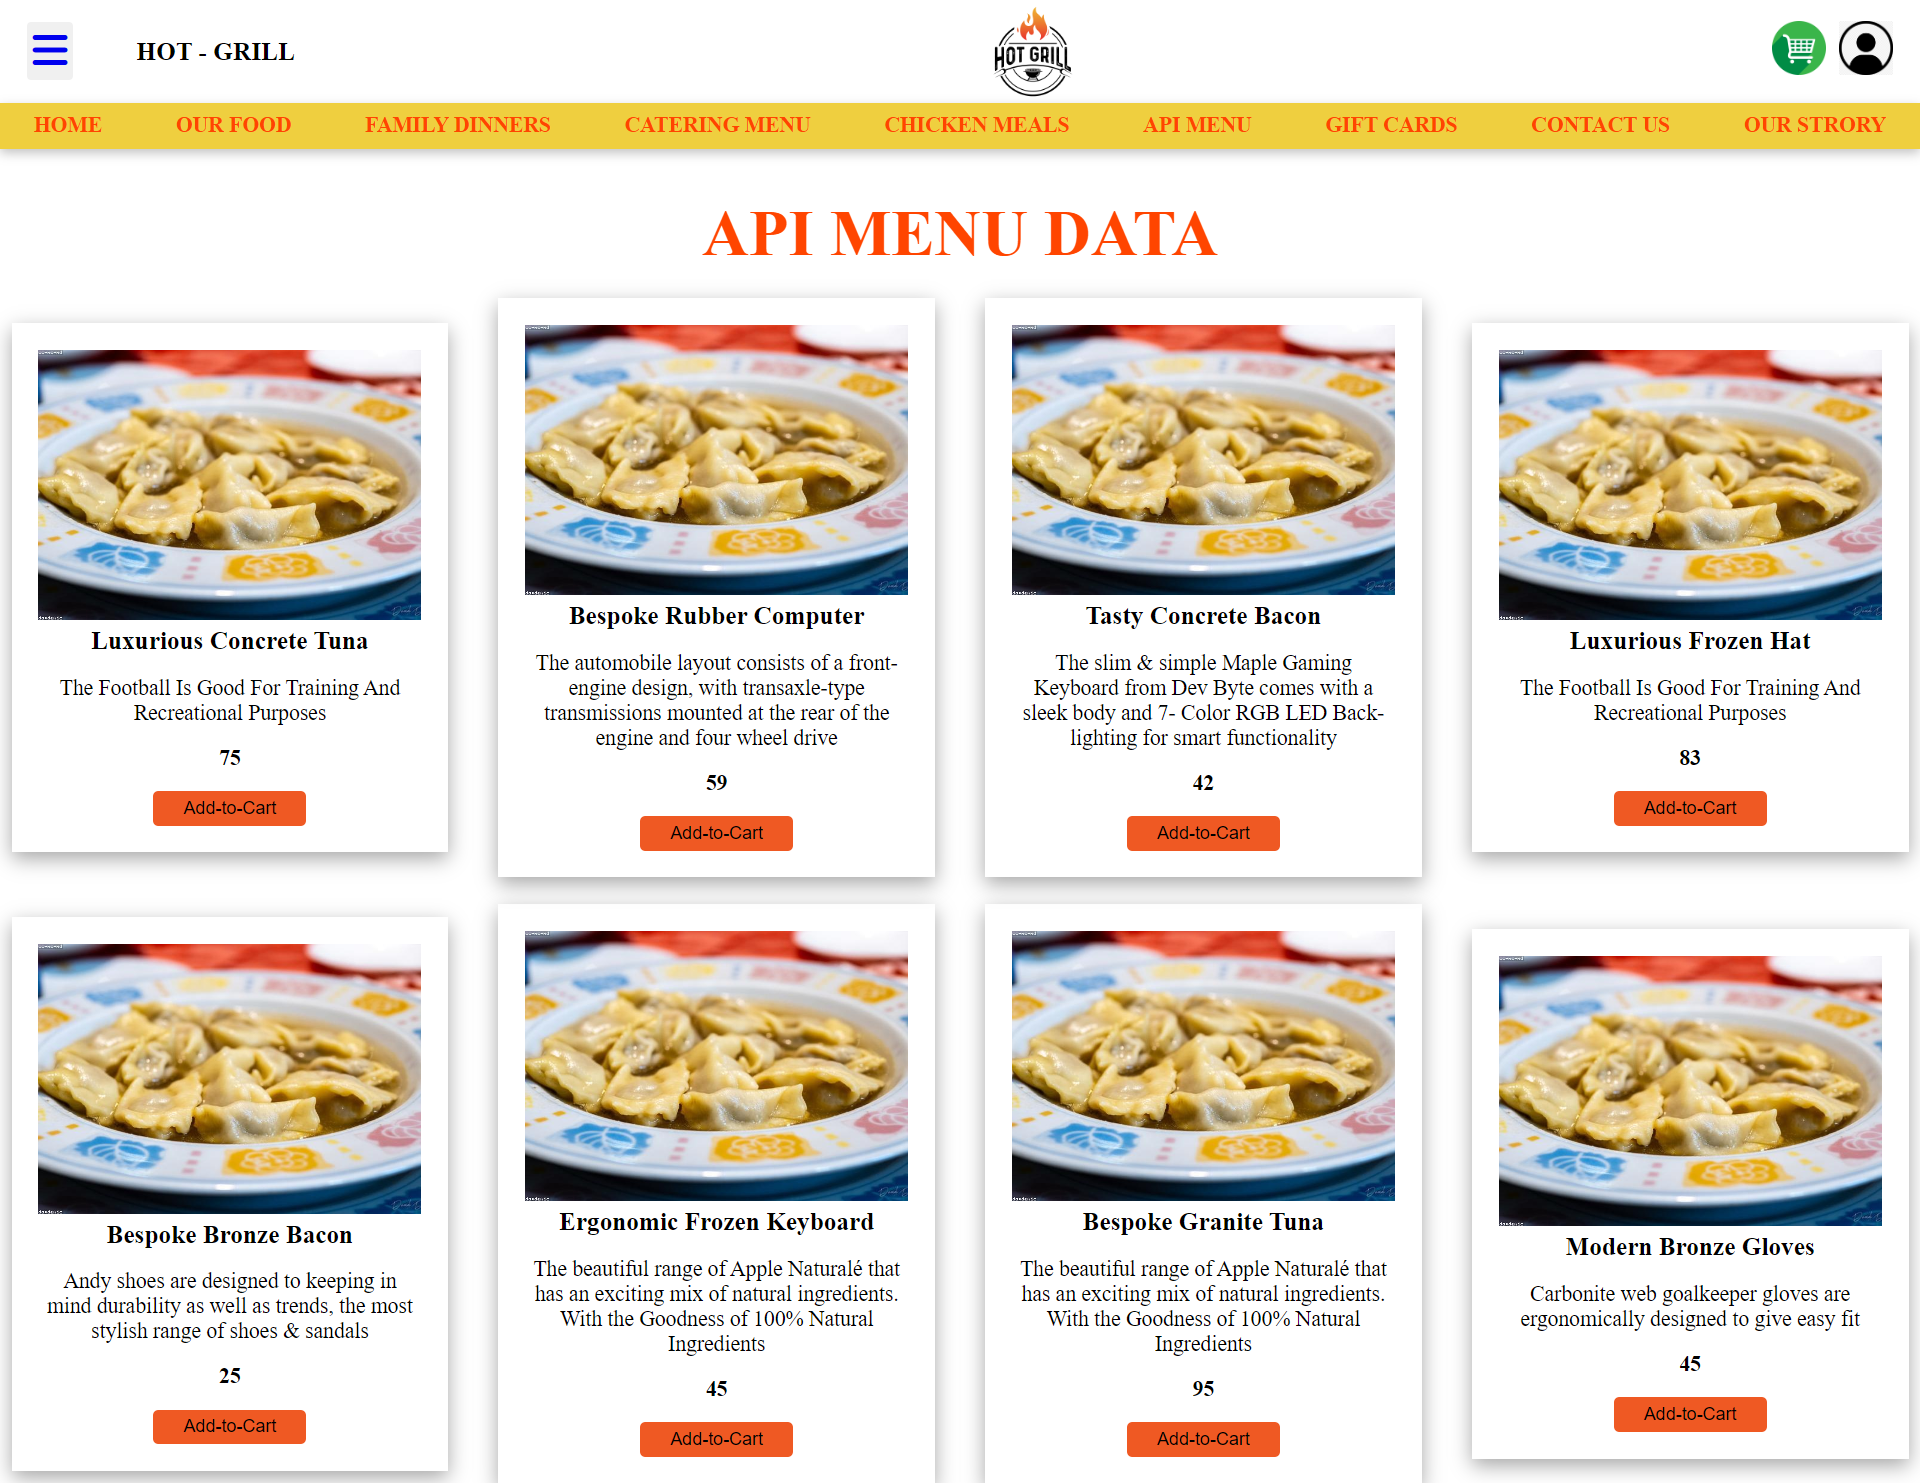 HOT - GRILL
HOT GRILL
HOME OUR FOOD FAMILY DINNERS CATERING MENU CHICKEN MEALS API MENU GIFT CARDS CONTACT US OUR STRORY
API MENU DATA
Luxurious Concrete Tuna
The Football Is Good For Training And
Recreational Purposes
75
Add-to-Cart
Bespoke Rubber Computer
The automobile layout consists of a front-
engine design, with transaxle-type
transmissions mounted at the rear of the
engine and four wheel drive
59
Add-to-Cart
Tasty Concrete Bacon
The slim & simple Maple Gaming
Keyboard from Dev Byte comes with a
sleek body and 7- Color RGB LED Back-
lighting for smart functionality
42
Add-to-Cart
Luxurious Frozen Hat
The Football Is Good For Training And
Recreational Purposes
83
Add-to-Cart
Bespoke Bronze Bacon
Andy shoes are designed to keeping in
mind durability as well as trends, the most
stylish range of shoes & sandals
25
Add-to-Cart
Ergonomic Frozen Keyboard
The beautiful range of Apple Naturalé that
has an exciting mix of natural ingredients.
With the Goodness of 100% Natural
Ingredients
45
Add-to-Cart
Bespoke Granite Tuna
The beautiful range of Apple Naturalé that
has an exciting mix of natural ingredients.
With the Goodness of 100% Natural
Ingredients
95
Add-to-Cart
Modern Bronze Gloves
Carbonite web goalkeeper gloves are
ergonomically designed to give easy fit
45
Add-to-Cart